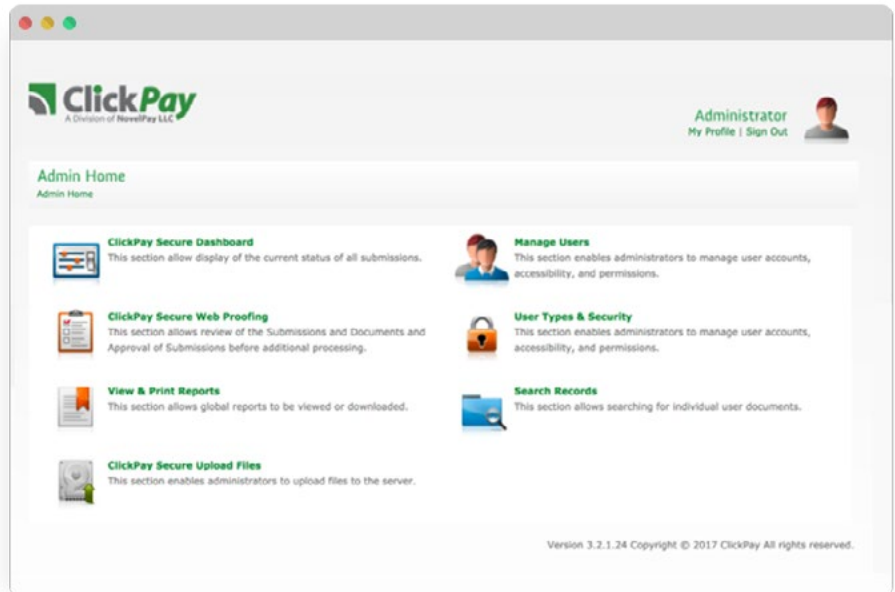 ClickPay
A Division of NovelPay LLC
Administrator
My Profile | Sign Out
Admin Home
Admin Home
ClickPay Secure Dashboard
This section allow display of the current status of all submissions.
Manage Users
This section enables administrators to manage user accounts,
accessibility, and permissions.
ClickPay Secure Web Proofing
This section allows review of the Submissions and Documents and
Approval of Submissions before additional processing.
User Types & Security
This section enables administrators to manage user accounts,
accessibility, and permissions.
View & Print Reports
This section allows global reports to be viewed or downloaded.
Search Records
This section allows searching for individual user documents.
ClickPay Secure Upload Files
This section enables administrators to upload files to the server.
Version 3.2.1.24 Copyright © 2017 ClickPay All rights reserved.